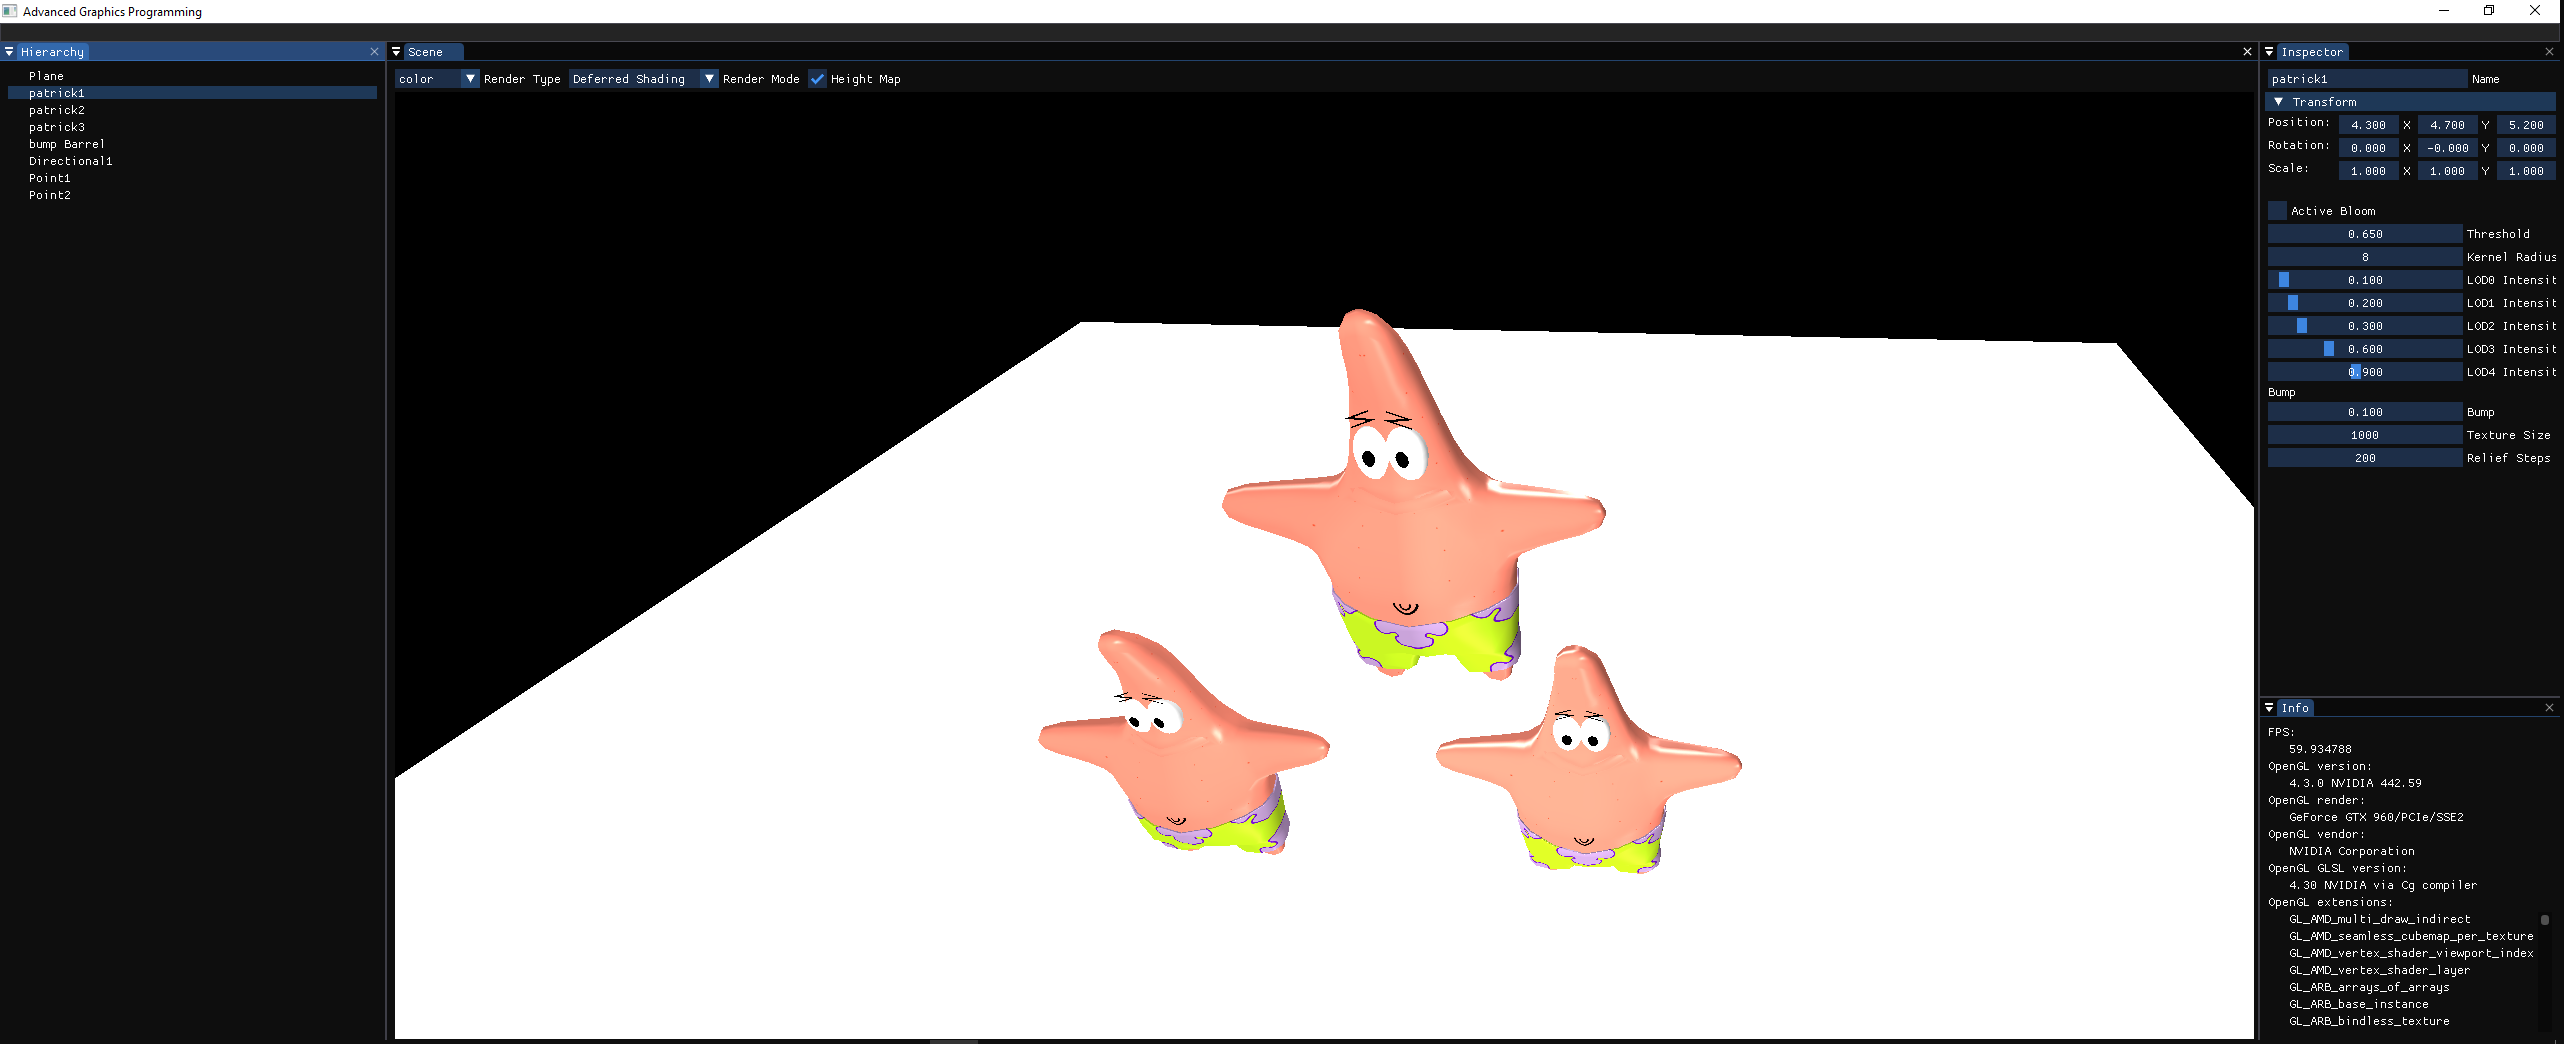 Advanced Graphics Programming
Hierarchy
Plane
patrick1
patrick2
patrick3
bump Barrel
Directional1
Point1
Point2
Scene
color Render Type Deferred Shading Render Mode Height Map
Inspector
patrick1 Name
Transform
Position: 4.300 X 4.700 Y 5.200
Rotation: 0.000 X -0.000 Y 0.000
Scale: 1.000 X 1.000 Y 1.000
Active Bloom
0.650 Threshold
8 Kernel Radius
0.100 LOD0 Intensit
0.200 LOD1 Intensit
0.300 LOD2 Intensit
0.600 LOD3 Intensit
0.900 LOD4 Intensit
Bump
0.100 Bump
1000 Texture Size
200 Relief Steps
Info
FPS:
59.934788
OpenGL version:
4.3.0 NVIDIA 442.59
OpenGL render:
GeForce GTX 960/PCIe/SSE2
OpenGL vendor:
NVIDIA Corporation
OpenGL GLSL version:
4.30 NVIDIA via Cg compiler
OpenGL extensions:
GL_AMD_multi_draw_indirect
GL_AMD_seamless_cubemap_per_texture
GL_AMD_vertex_shader_viewport_index
GL_AMD_vertex_shader_layer
GL_ARB_arrays_of_arrays
GL_ARB_base_instance
GL_ARB_bindless_texture